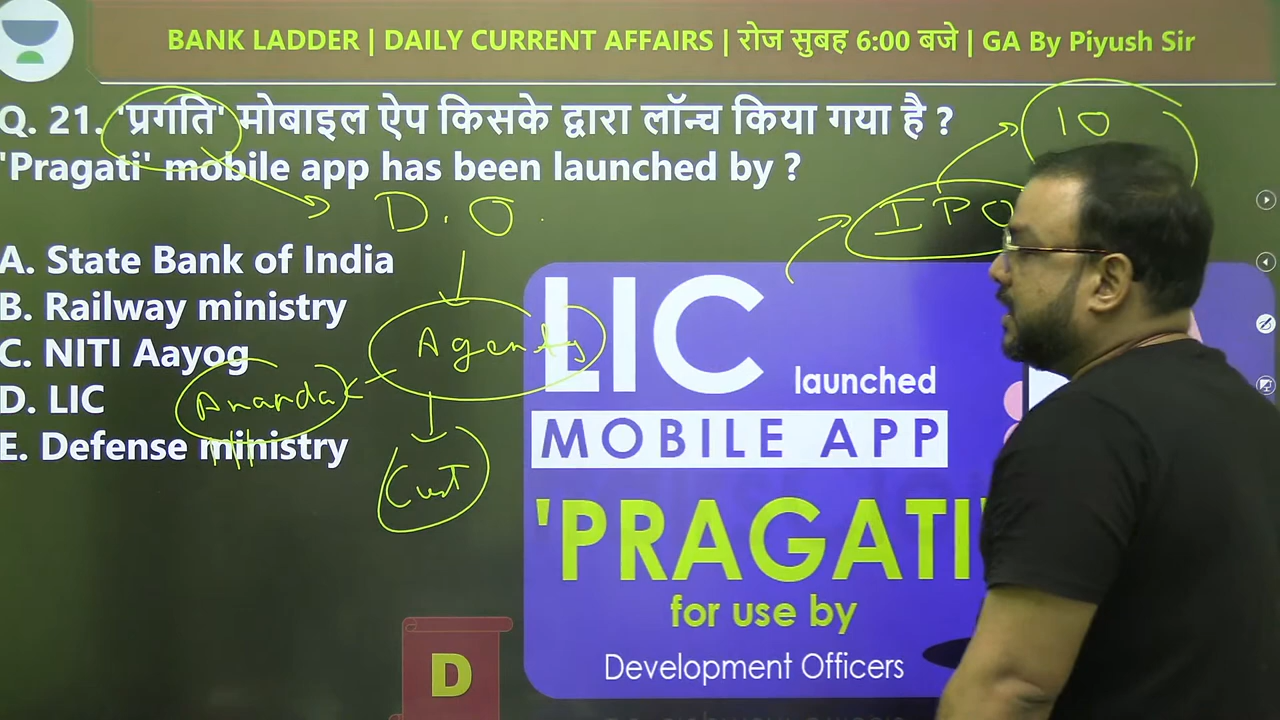 BANK LADDER | DAILY CURRENT AFFAIRS | रोज सुबह 6:00 बजे | GA By Piyush Sir
Q. 21. 'प्रगति' मोबाइल ऐप किसके द्वारा लॉन्च किया गया है ?
'Pragati' mobile app has been launched by ?
10
D.O.
IPO
A. State Bank of India
B. Railway ministry
C. NITI Aayog
D. LIC
E. Defense ministry
Agents
Ananda
Cust
LIC launched
MOBILE APP
'PRAGATI'
for use by
Development Officers
D